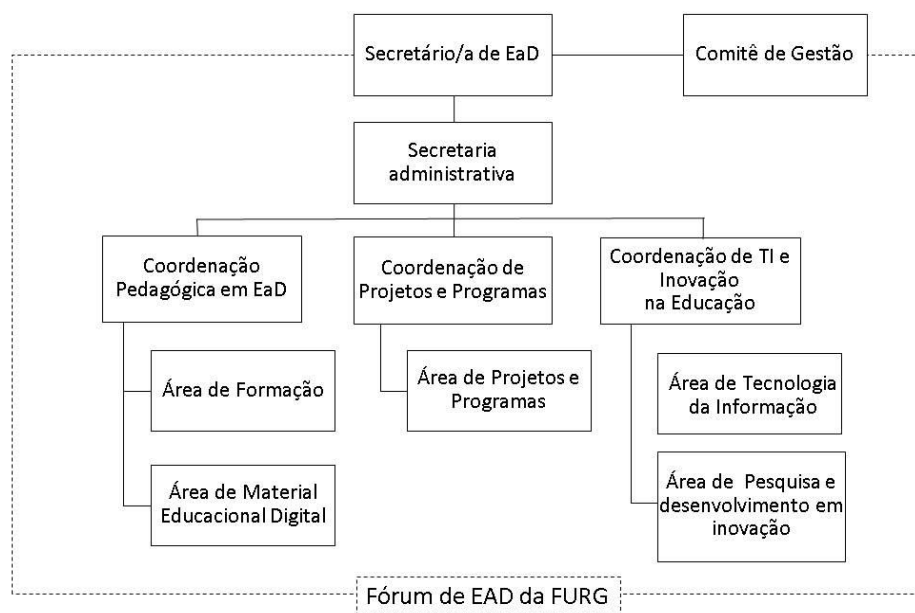 Secretário/a de EaD
Comitê de Gestão
Secretaria
administrativa
Coordenação
Pedagógica em EaD
Coordenação de
Projetos e Programas
Coordenação de TI e
Inovação
na Educação
Área de Formação
Área de Projetos e
Programas
Área de Tecnologia
da Informação
Área de Material
Educacional Digital
Área de Pesquisa e
desenvolvimento em
inovação
Fórum de EAD da FURG